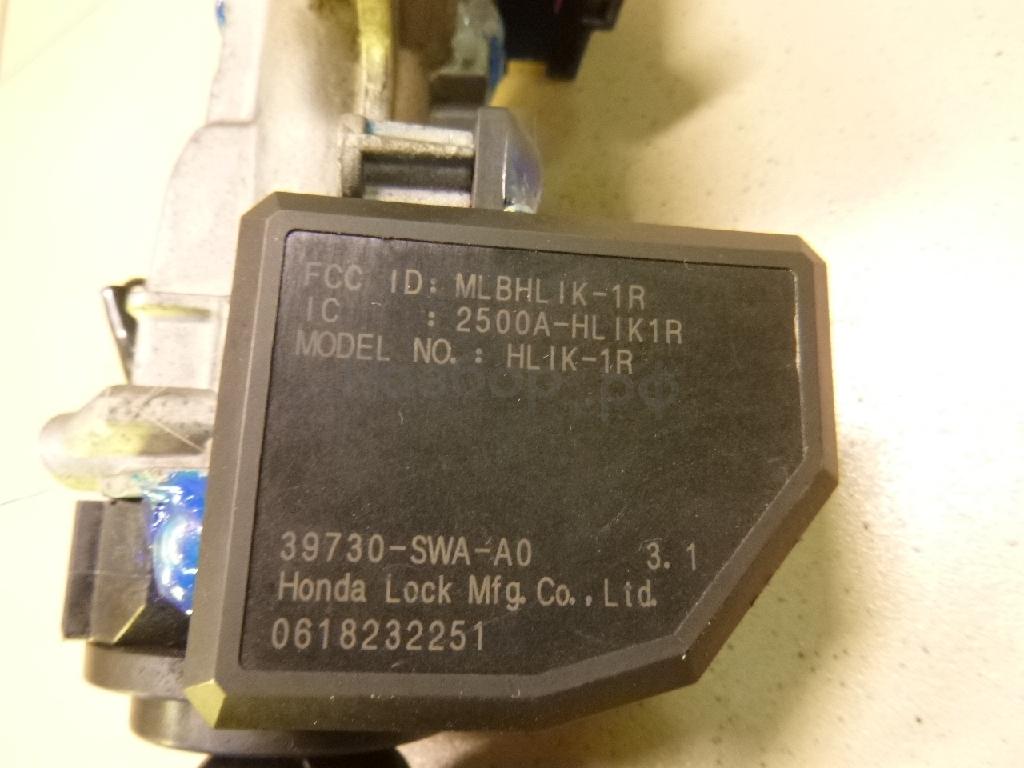 FCC ID: MLBHLIK-1R
IC : 2500A-HLIK1R
MODEL NO.: HLIK-1R
39730-SWA-A0 3.1
Honda Lock Mfg. Co., Ltd.
0618232251